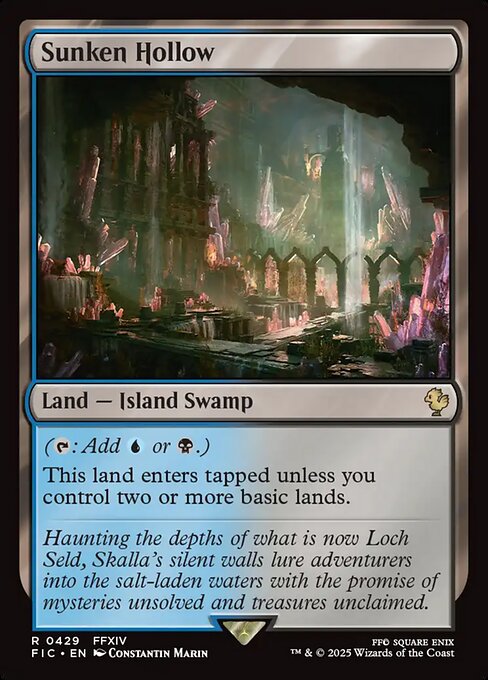 Sunken Hollow
Land — Island Swamp
(: Add or .)
This land enters tapped unless you
control two or more basic lands.
Haunting the depths of what is now Loch
Seld, Skalla's silent walls lure adventurers
into the salt-laden waters with the promise of
mysteries unsolved and treasures unclaimed.
R 0429 FFXIV
FIC • EN Constantin Marin
FF© SQUARE ENIX
™ & © 2025 Wizards of the Coast